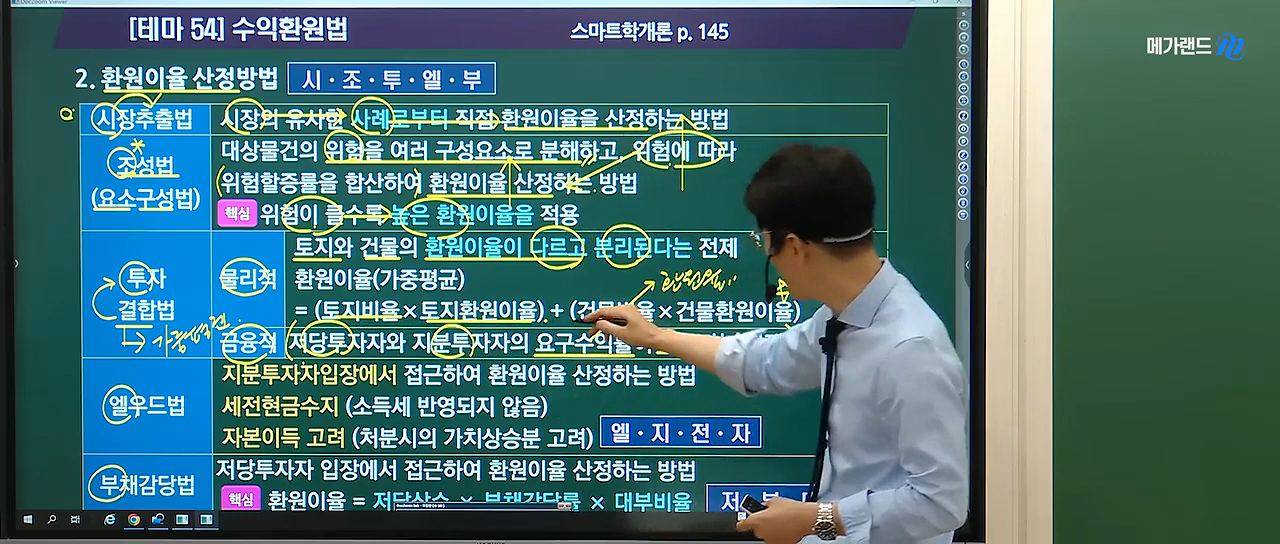 DocZoom Viewer
[테마 54] 수익환원법
스마트학개론 p. 145
메가랜드
2. 환원이율 산정방법
시·조·투·엘·부
시장추출법
시장의 유사한 사례로부터 직접 환원이율을 산정하는 방법
조성법
(요소구성법)
대상물건의 위험을 여러 구성요소로 분해하고, 위험에 따라
위험할증률을 합산하여 환원이율 산정하는 방법
핵심 위험이 클수록 높은 환원이율을 적용
투자
결합법
물리적
토지와 건물의 환원이율이 다르고 분리된다는 전제
환원이율(가중평균)
= (토지비율×토지환원이율) + (건물비율×건물환원이율)
금융적
(저당투자자와 지분투자자의 요구수익률
엘우드법
지분투자자입장에서 접근하여 환원이율 산정하는 방법
세전현금수지 (소득세 반영되지 않음)
자본이득 고려 (처분시의 가치상승분 고려)
엘·지·전·자
부채감당법
저당투자자 입장에서 접근하여 환원이율 산정하는 방법
핵심 환원이율 = 저당상수 × 부채감당률 × 대부비율
저·부